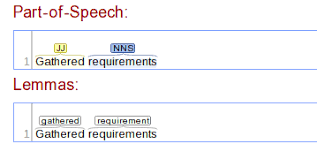 Part-of-Speech:
JJ NNS
1 Gathered requirements
Lemmas:
gathered requirement
1 Gathered requirements